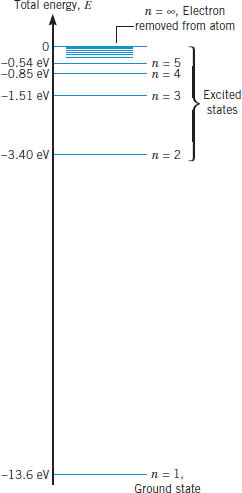 Total energy, E
n = ∞, Electron
removed from atom
0
–0.54 eV n = 5
–0.85 eV n = 4
–1.51 eV n = 3
Excited
states
–3.40 eV n = 2
–13.6 eV n = 1,
Ground state